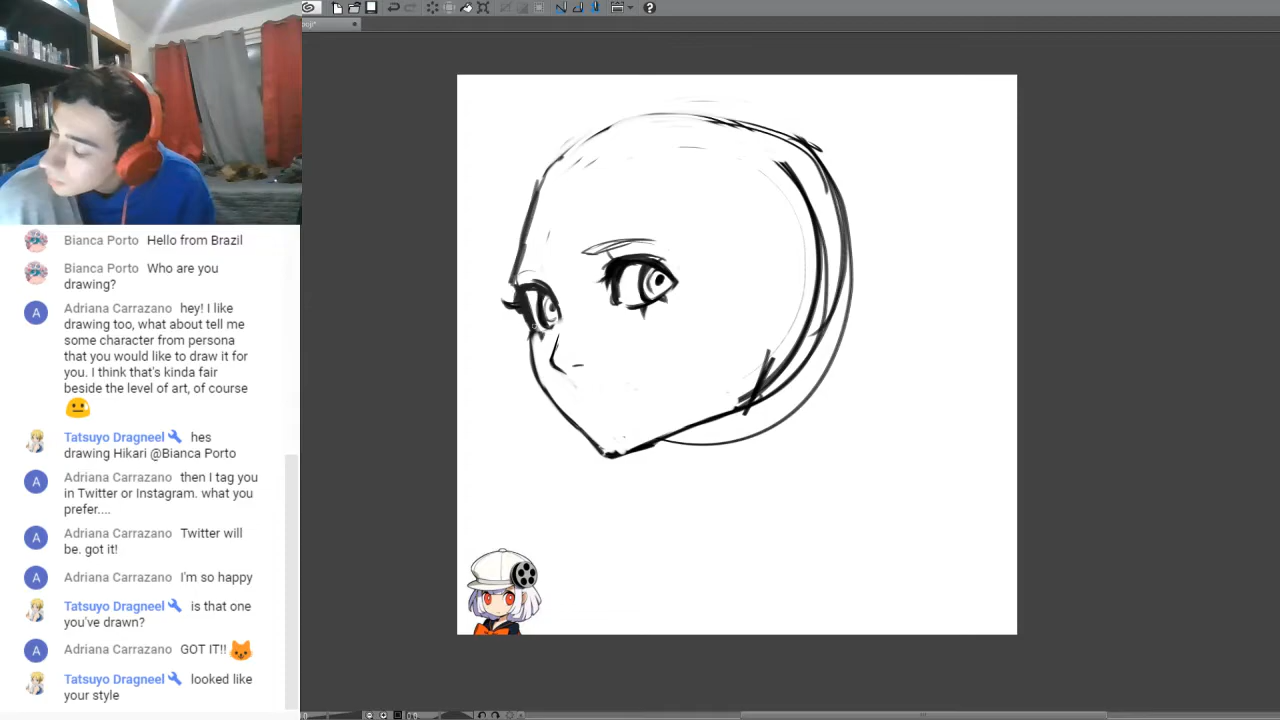 Bianca Porto Hello from Brazil
Bianca Porto Who are you
drawing?
A
Adriana Carrazano hey! I like
drawing too, what about tell me
some character from persona
that you would like to draw it for
you. I think that's kinda fair
beside the level of art, of course
Tatsuyo Dragneel hes
drawing Hikari @Bianca Porto
A
Adriana Carrazano then I tag you
in Twitter or Instagram. what you
prefer....
A
Adriana Carrazano Twitter will
be. got it!
A
Adriana Carrazano I'm so happy
Tatsuyo Dragneel is that one
you've drawn?
A
Adriana Carrazano GOT IT!!
Tatsuyo Dragneel looked like
your style